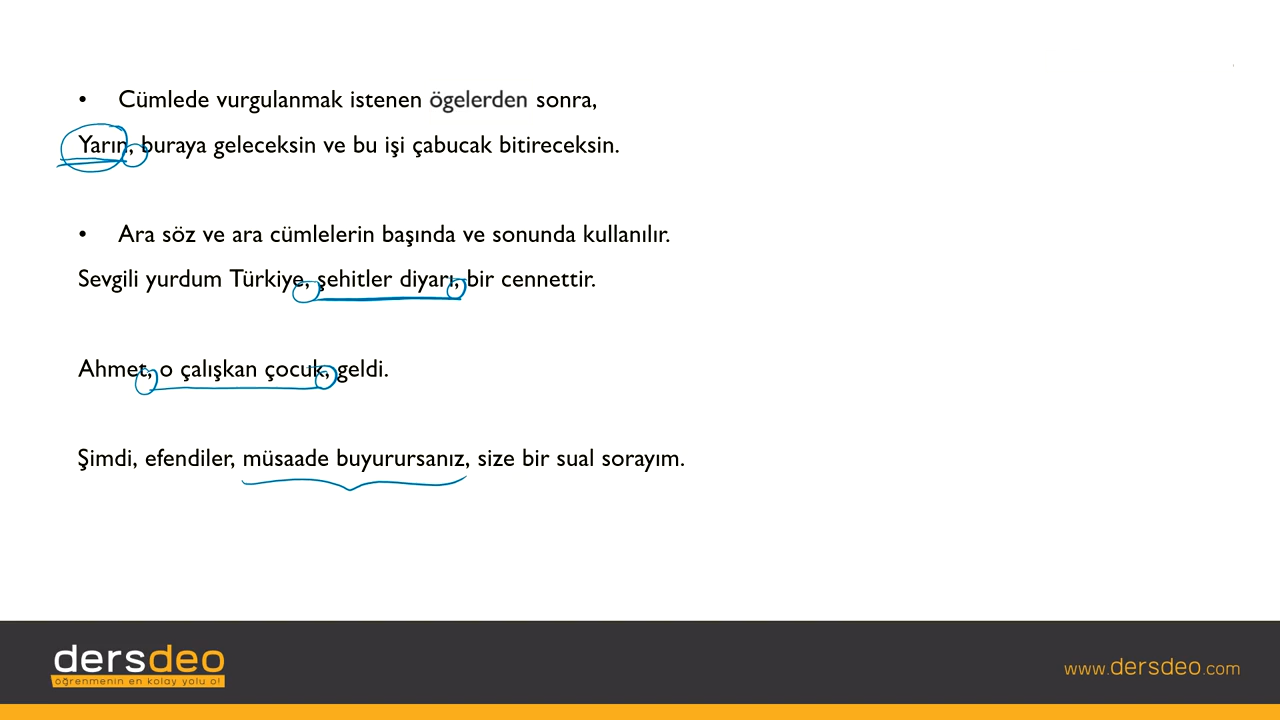 • Cümlede vurgulanmak istenen ögelerden sonra,
Yarın, buraya geleceksin ve bu işi çabucak bitireceksin.
• Ara söz ve ara cümlelerin başında ve sonunda kullanılır.
Sevgili yurdum Türkiye, şehitler diyarı, bir cennettir.
Ahmet, o çalışkan çocuk, geldi.
Şimdi, efendiler, müsaade buyurursanız, size bir sual sorayım.
dersdeo
öğrenmenin en kolay yolu o!
www.dersdeo.com